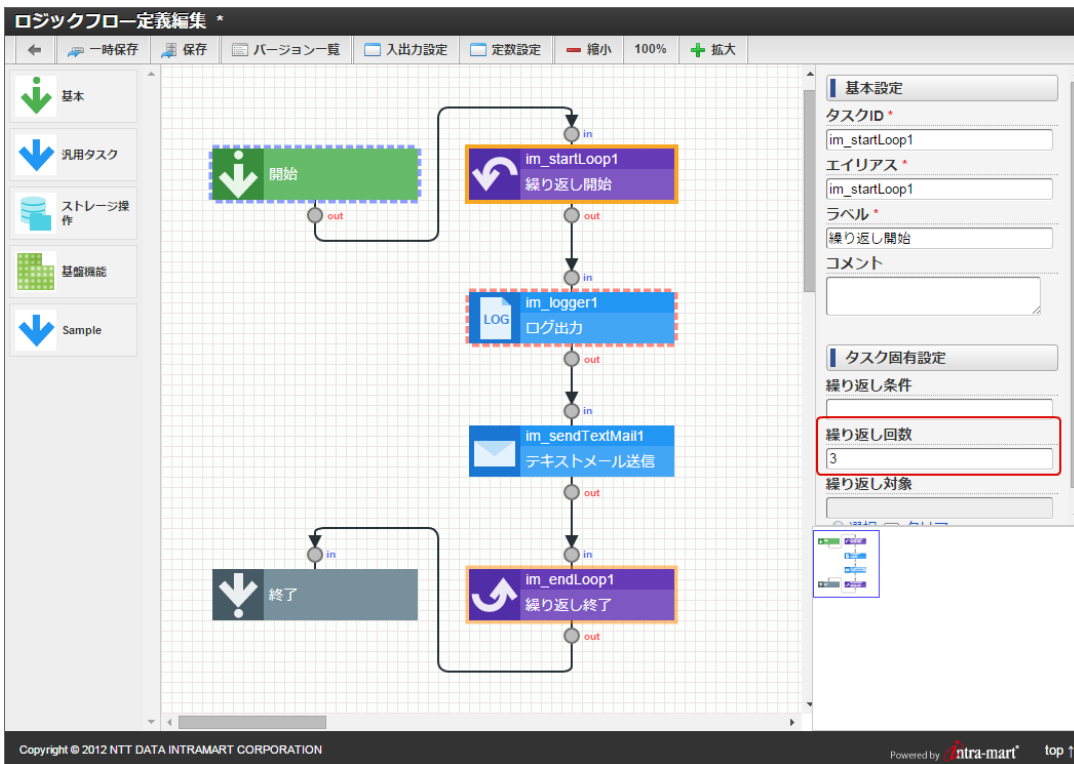 ロジックフロー定義編集 *
一時保存 保存 バージョン一覧 入出力設定 定数設定 縮小 100% 拡大
基本
汎用タスク
ストレージ操
作
基盤機能
Sample
開始
out
in
im_startLoop1
繰り返し開始
out
in
LOG
im_logger1
ログ出力
out
in
im_sendTextMail1
テキストメール送信
out
in
im_endLoop1
繰り返し終了
out
in
終了
基本設定
タスクID *
im_startLoop1
エイリアス *
im_startLoop1
ラベル *
繰り返し開始
コメント
タスク固有設定
繰り返し条件
繰り返し回数
3
繰り返し対象
Copyright © 2012 NTT DATA INTRAMART CORPORATION
Powered by intra-mart top ↑